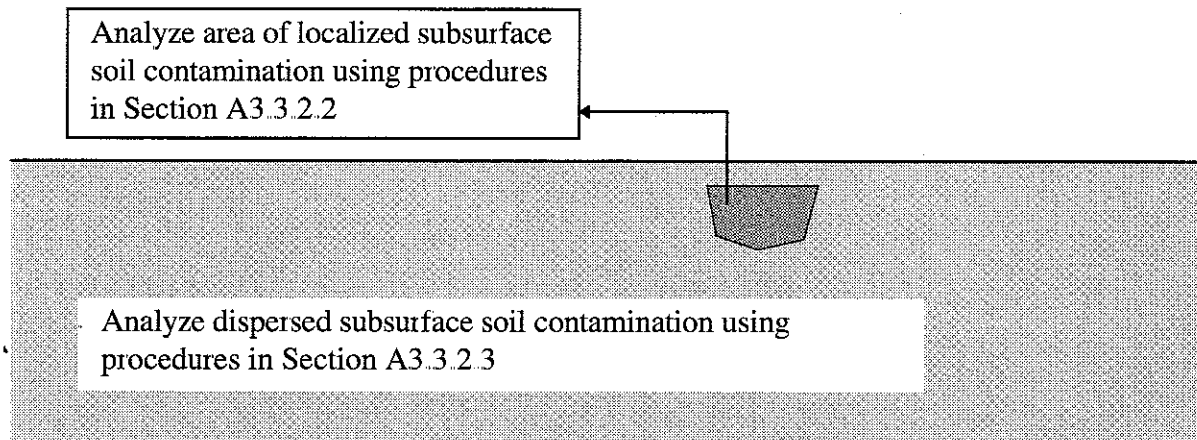 Analyze area of localized subsurface
soil contamination using procedures
in Section A3.3.2.2
Analyze dispersed subsurface soil contamination using
procedures in Section A3.3.2.3